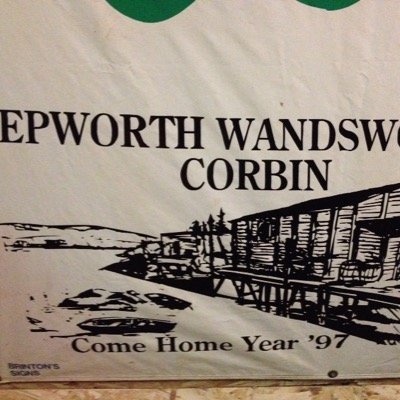 EPWORTH WANDSWO
CORBIN
Come Home Year '97
BRINTON'S
SIGNS